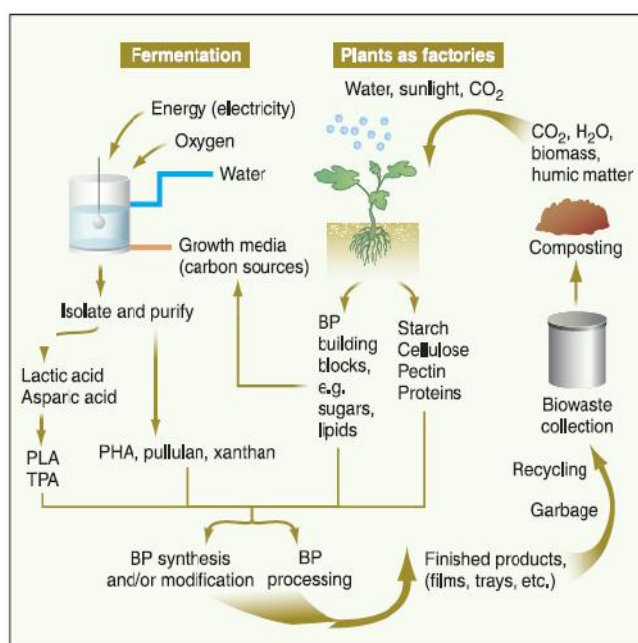 Fermentation
Plants as factories
Energy (electricity)
Oxygen
Water
Growth media
(carbon sources)
Isolate and purify
Lactic acid
Asparic acid
PLA
TPA
PHA, pullulan, xanthan
Water, sunlight, CO₂
BP
building
blocks,
e.g.
sugars,
lipids
Starch
Cellulose
Pectin
Proteins
CO₂, H₂O,
biomass,
humic matter
Composting
Biowaste
collection
Recycling
Garbage
BP synthesis
and/or modification
BP
processing
Finished products,
(films, trays, etc.)